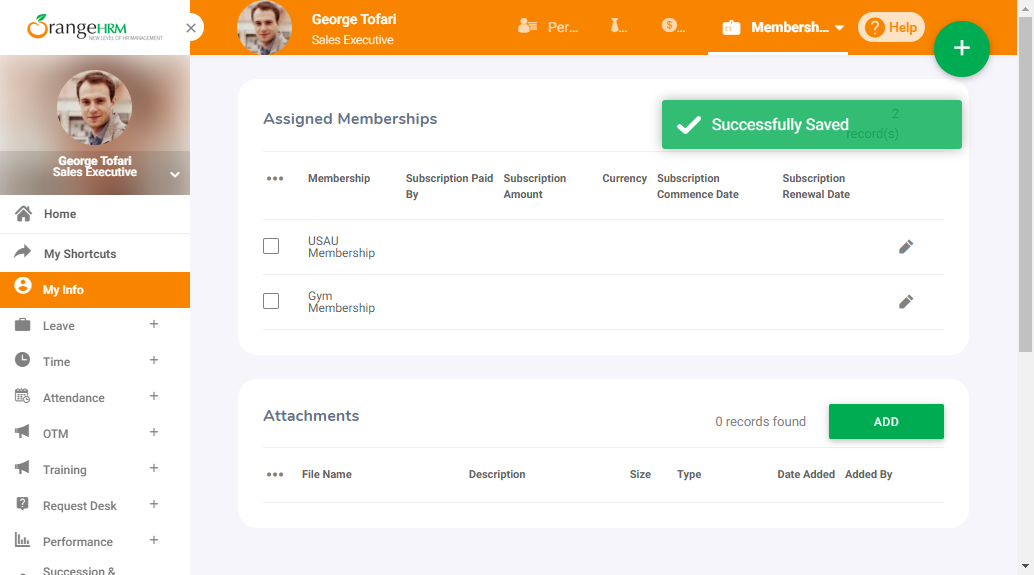 OrangeHRM
NEW LEVEL OF HR MANAGEMENT
George Tofari
Sales Executive
Per...
...
$ ...
Membersh...
? Help
+
George Tofari
Sales Executive
Home
My Shortcuts
My Info
Leave +
Time +
Attendance +
OTM +
Training +
Request Desk +
Performance +
Succession &
Assigned Memberships
2
record(s)
Successfully Saved
Membership
Subscription Paid
By
Subscription
Amount
Currency
Subscription
Commence Date
Subscription
Renewal Date
USAU
Membership
Gym
Membership
Attachments
0 records found
ADD
File Name
Description
Size
Type
Date Added
Added By